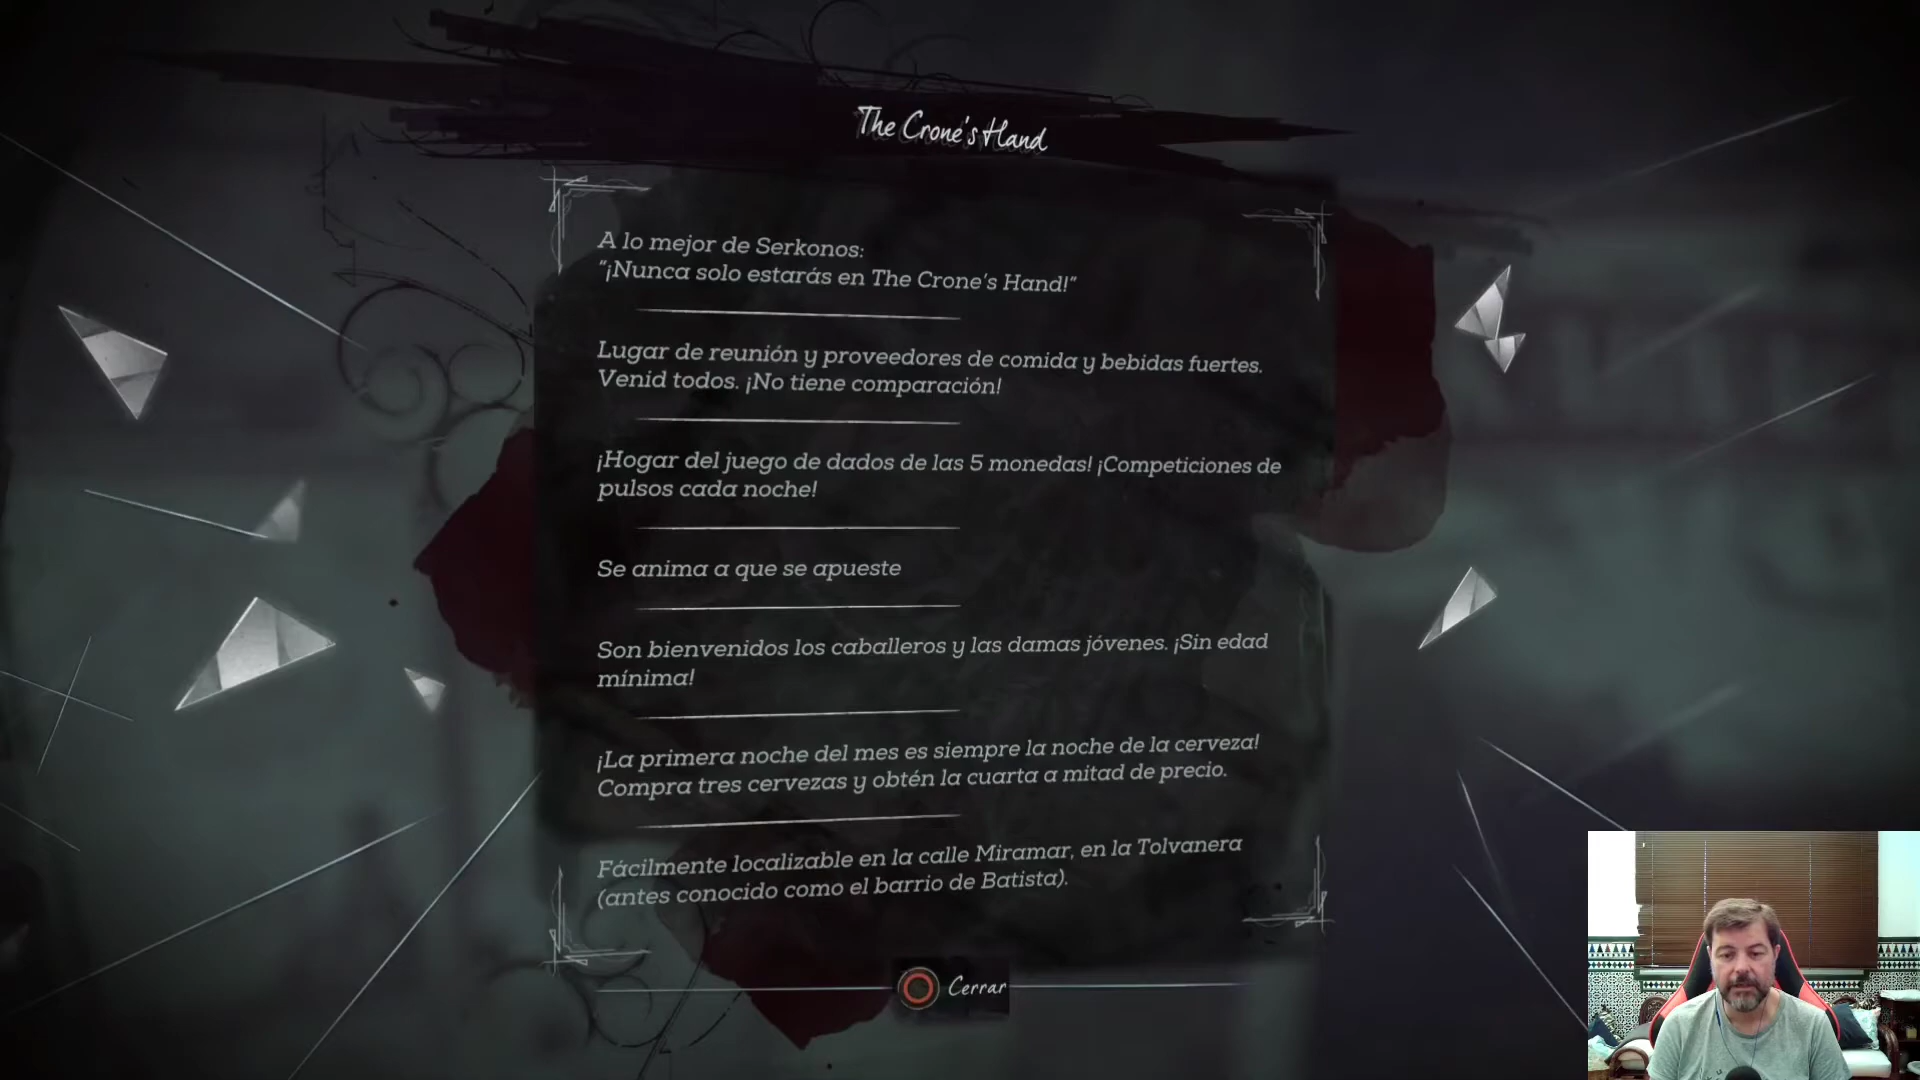 The Crone's Hand
A lo mejor de Serkonos:
"¡Nunca solo estarás en The Crone's Hand!"
Lugar de reunión y proveedores de comida y bebidas fuertes.
Venid todos. ¡No tiene comparación!
¡Hogar del juego de dados de las 5 monedas! ¡Competiciones de
pulsos cada noche!
Se anima a que se apueste
Son bienvenidos los caballeros y las damas jóvenes. ¡Sin edad
mínima!
¡La primera noche del mes es siempre la noche de la cerveza!
Compra tres cervezas y obtén la cuarta a mitad de precio.
Fácilmente localizable en la calle Miramar, en la Tolvanera
(antes conocido como el barrio de Batista).
Cerrar